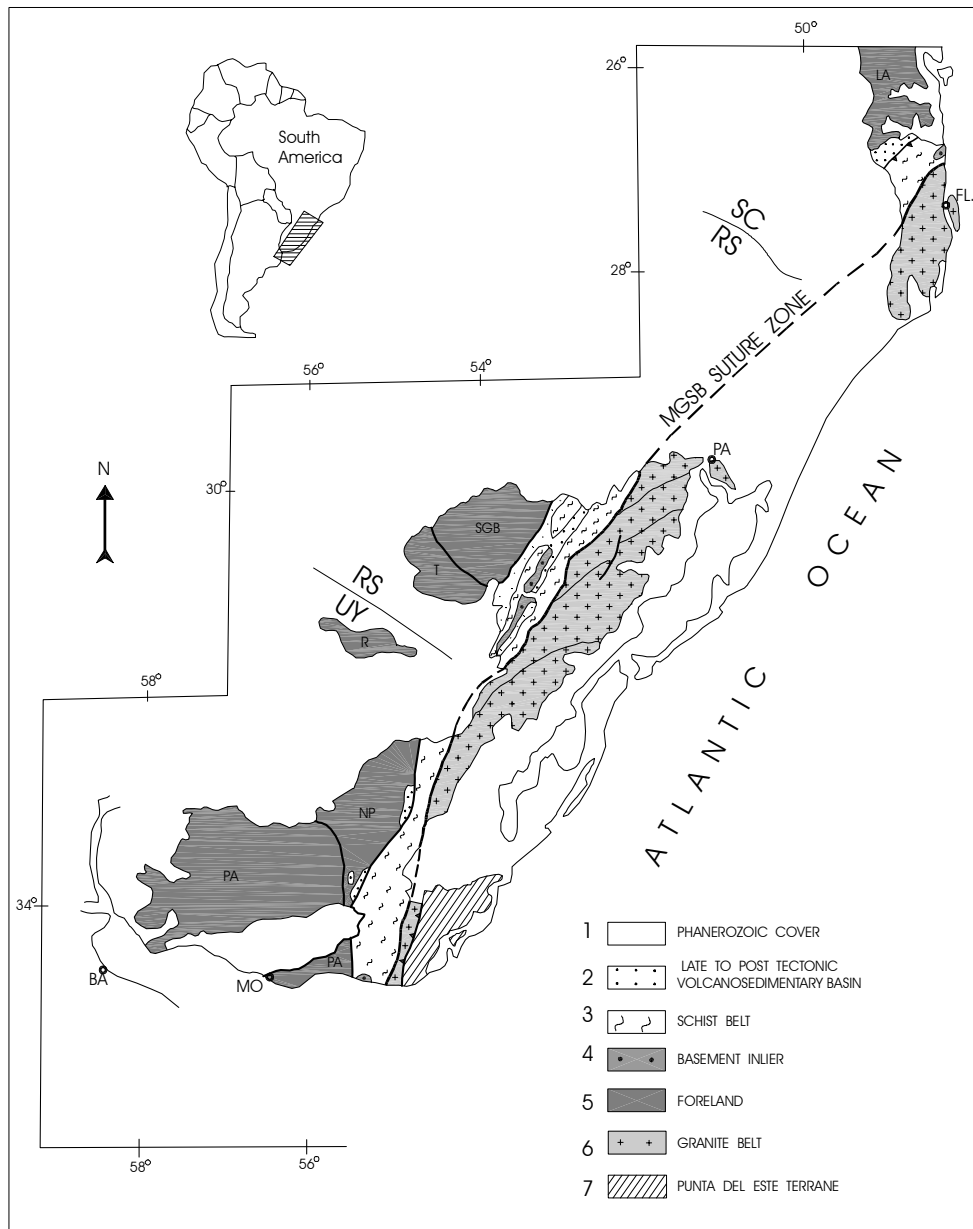 50°
26°
LA
South
America
FL.
SC
RS
28°
MGSB SUTURE ZONE
56°
54°
PA
N
30°
SGB
T
RS
UY
R
ATLANTIC OCEAN
58°
NP
PA
34°
PA
BA
MO
1 PHANEROZOIC COVER
2 LATE TO POST TECTONIC
VOLCANOSEDIMENTARY BASIN
3 SCHIST BELT
4 BASEMENT INLIER
5 FORELAND
6 GRANITE BELT
7 PUNTA DEL ESTE TERRANE
58°
56°